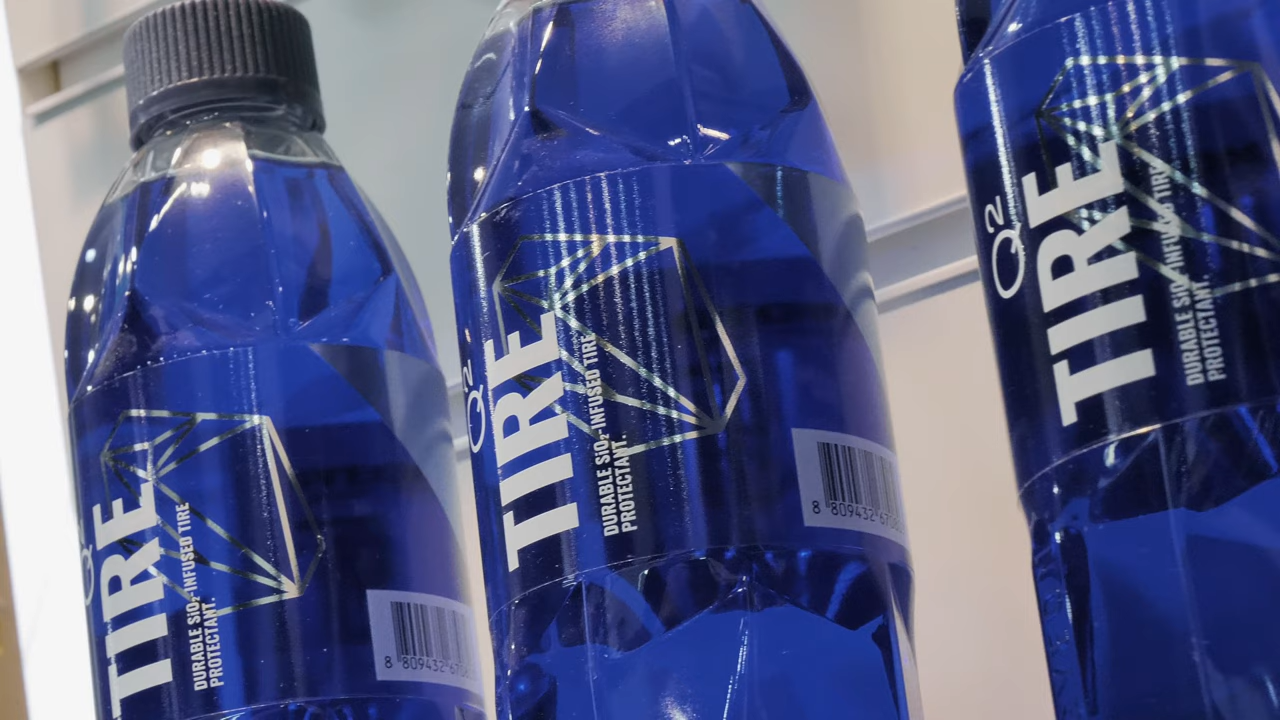 Q²
TIRE
DURABLE SiO₂-INFUSED TIRE
PROTECTANT.
8 809432
Q²
TIRE
DURABLE SiO₂-INFUSED TIRE
PROTECTANT.
8 809432
Q²
TIRE
DURABLE SiO₂-INFUSED TIRE
PROTECTANT.